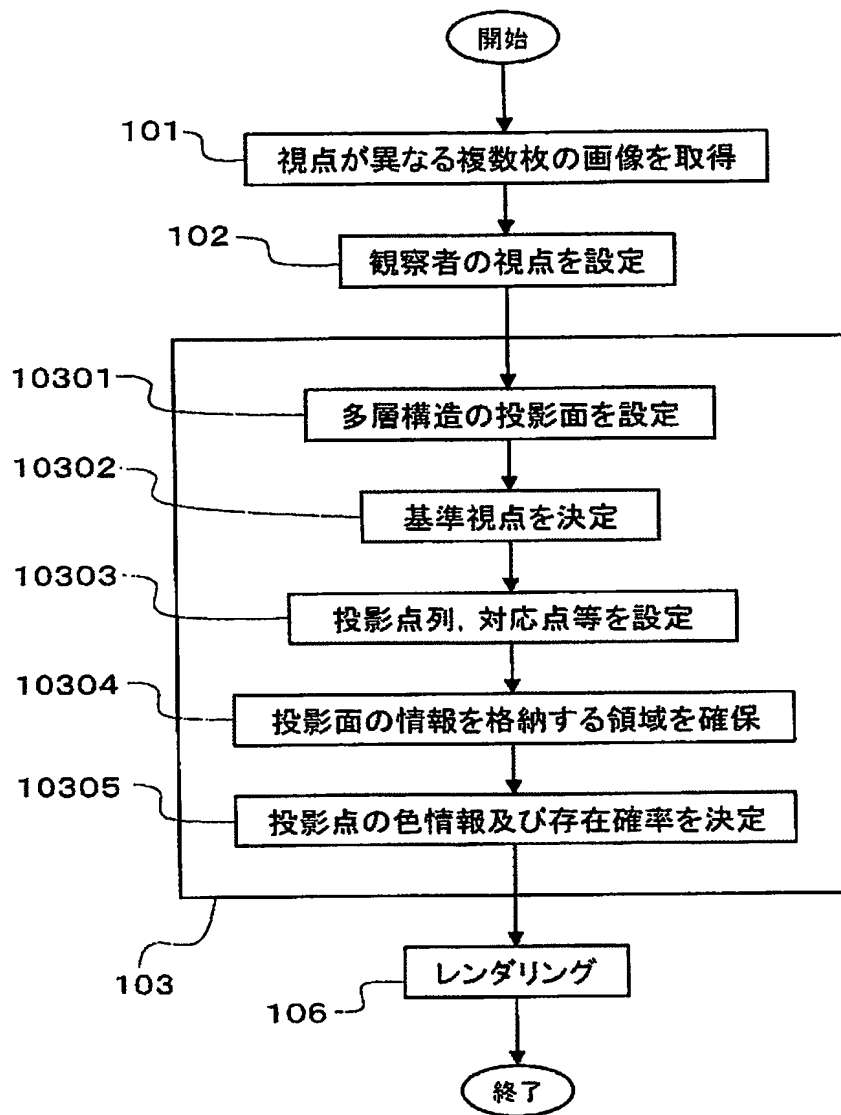 開始
101
視点が異なる複数枚の画像を取得
102
観察者の視点を設定
10301
多層構造の投影面を設定
10302
基準視点を決定
10303
投影点列，対応点等を設定
10304
投影面の情報を格納する領域を確保
10305
投影点の色情報及び存在確率を決定
103
レンダリング
106
終了